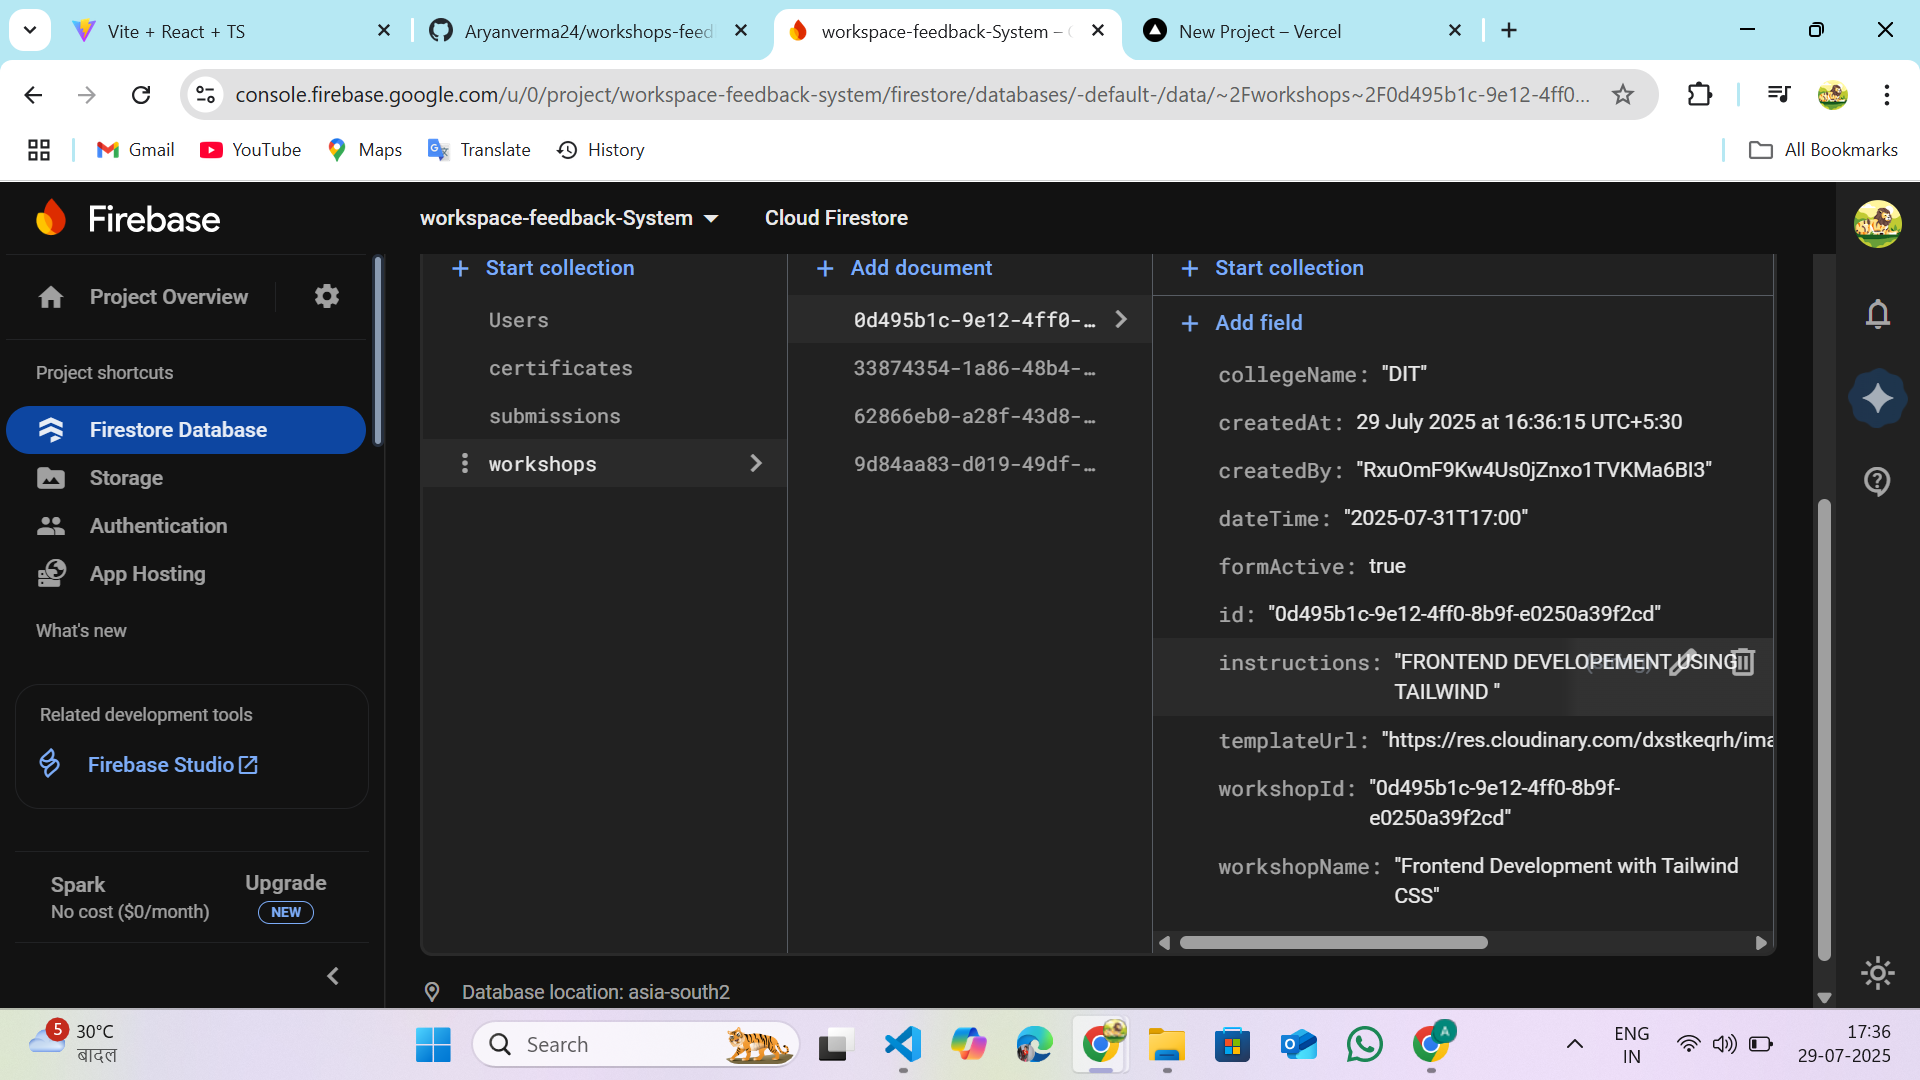 Vite + React + TS
Aryanverma24/workshops-feed
workspace-feedback-System –
New Project – Vercel
console.firebase.google.com/u/0/project/workspace-feedback-system/firestore/databases/-default-/data/~2Fworkshops~2F0d495b1c-9e12-4ff0...
Gmail
YouTube
Maps
Translate
History
All Bookmarks
Firebase
workspace-feedback-System
Cloud Firestore
Project Overview
Project shortcuts
Firestore Database
Storage
Authentication
App Hosting
What's new
Related development tools
Firebase Studio
Spark
No cost ($0/month)
Upgrade
NEW
+ Start collection
Users
certificates
submissions
workshops
+ Add document
0d495b1c-9e12-4ff0-…
33874354-1a86-48b4-…
62866eb0-a28f-43d8-…
9d84aa83-d019-49df-…
+ Start collection
+ Add field
collegeName: "DIT"
createdAt: 29 July 2025 at 16:36:15 UTC+5:30
createdBy: "RxuOmF9Kw4Us0jZnxo1TVKMa6BI3"
dateTime: "2025-07-31T17:00"
formActive: true
id: "0d495b1c-9e12-4ff0-8b9f-e0250a39f2cd"
instructions: "FRONTEND DEVELOPEMENT USING
TAILWIND "
templateUrl: "https://res.cloudinary.com/dxstkeqrh/ima
workshopId: "0d495b1c-9e12-4ff0-8b9f-
e0250a39f2cd"
workshopName: "Frontend Development with Tailwind
CSS"
Database location: asia-south2
5
30°C
बादल
Search
A
ENG
IN
17:36
29-07-2025